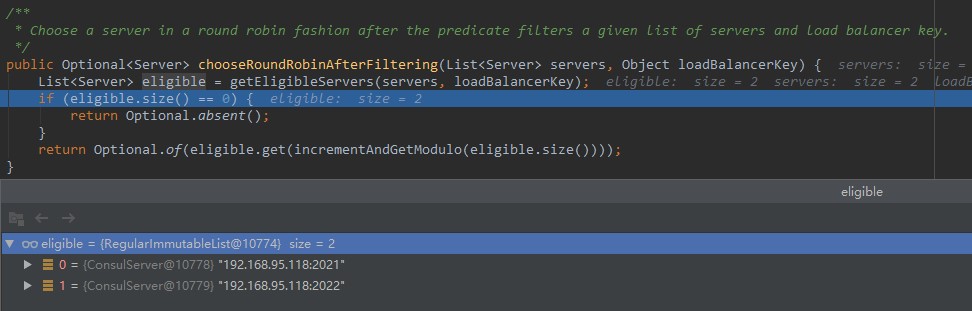 /**
* Choose a server in a round robin fashion after the predicate filters a given list of servers and load balancer key.
*/
public Optional<Server> chooseRoundRobinAfterFiltering(List<Server> servers, Object loadBalancerKey) {  servers:  size =
List<Server> eligible = getEligibleServers(servers, loadBalancerKey);  eligible:  size = 2  servers:  size = 2  loadB
if (eligible.size() == 0) {  eligible:  size = 2
return Optional.absent();
}
return Optional.of(eligible.get(incrementAndGetModulo(eligible.size())));
}
eligible
eligible = {RegularImmutableList@10774}  size = 2
0 = {ConsulServer@10778} "192.168.95.118:2021"
1 = {ConsulServer@10779} "192.168.95.118:2022"